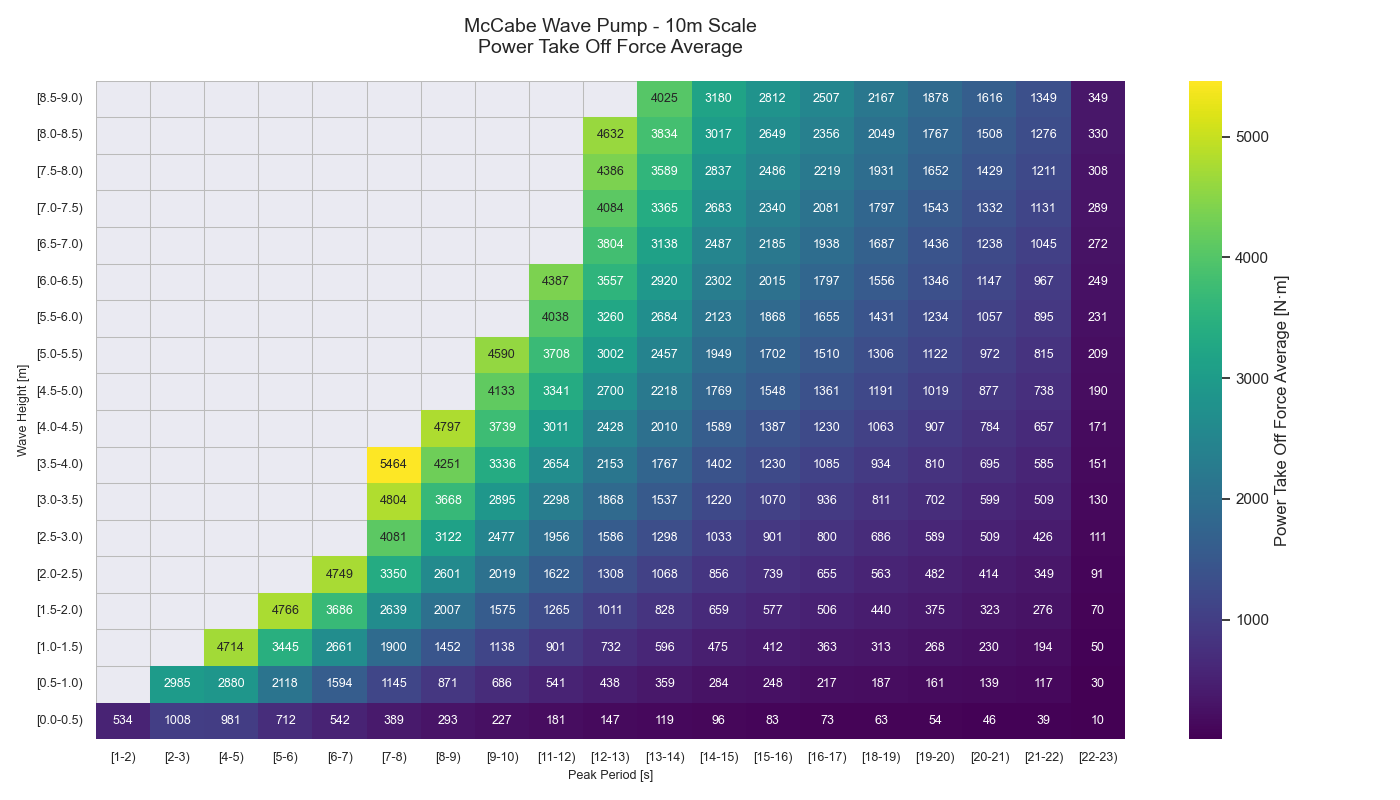 McCabe Wave Pump - 10m Scale
Power Take Off Force Average
[8.5-9.0) 4025 3180 2812 2507 2167 1878 1616 1349 349
[8.0-8.5) 4632 3834 3017 2649 2356 2049 1767 1508 1276 330
[7.5-8.0) 4386 3589 2837 2486 2219 1931 1652 1429 1211 308
[7.0-7.5) 4084 3365 2683 2340 2081 1797 1543 1332 1131 289
[6.5-7.0) 3804 3138 2487 2185 1938 1687 1436 1238 1045 272
[6.0-6.5) 4387 3557 2920 2302 2015 1797 1556 1346 1147 967 249
[5.5-6.0) 4038 3260 2684 2123 1868 1655 1431 1234 1057 895 231
[5.0-5.5) 4590 3708 3002 2457 1949 1702 1510 1306 1122 972 815 209
[4.5-5.0) 4133 3341 2700 2218 1769 1548 1361 1191 1019 877 738 190
[4.0-4.5) 4797 3739 3011 2428 2010 1589 1387 1230 1063 907 784 657 171
[3.5-4.0) 5464 4251 3336 2654 2153 1767 1402 1230 1085 934 810 695 585 151
[3.0-3.5) 4804 3668 2895 2298 1868 1537 1220 1070 936 811 702 599 509 130
[2.5-3.0) 4081 3122 2477 1956 1586 1298 1033 901 800 686 589 509 426 111
[2.0-2.5) 4749 3350 2601 2019 1622 1308 1068 856 739 655 563 482 414 349 91
[1.5-2.0) 4766 3686 2639 2007 1575 1265 1011 828 659 577 506 440 375 323 276 70
[1.0-1.5) 4714 3445 2661 1900 1452 1138 901 732 596 475 412 363 313 268 230 194 50
[0.5-1.0) 2985 2880 2118 1594 1145 871 686 541 438 359 284 248 217 187 161 139 117 30
[0.0-0.5) 534 1008 981 712 542 389 293 227 181 147 119 96 83 73 63 54 46 39 10
[1-2) [2-3) [4-5) [5-6) [6-7) [7-8) [8-9) [9-10) [11-12) [12-13) [13-14) [14-15) [15-16) [16-17) [18-19) [19-20) [20-21) [21-22) [22-23)
Peak Period [s]
Wave Height [m]
5000
4000
3000
2000
1000
Power Take Off Force Average [N·m]